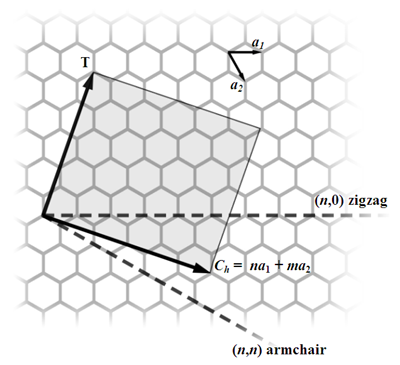 a1
T
a2
(n,0) zigzag
Ch = na1 + ma2
(n,n) armchair